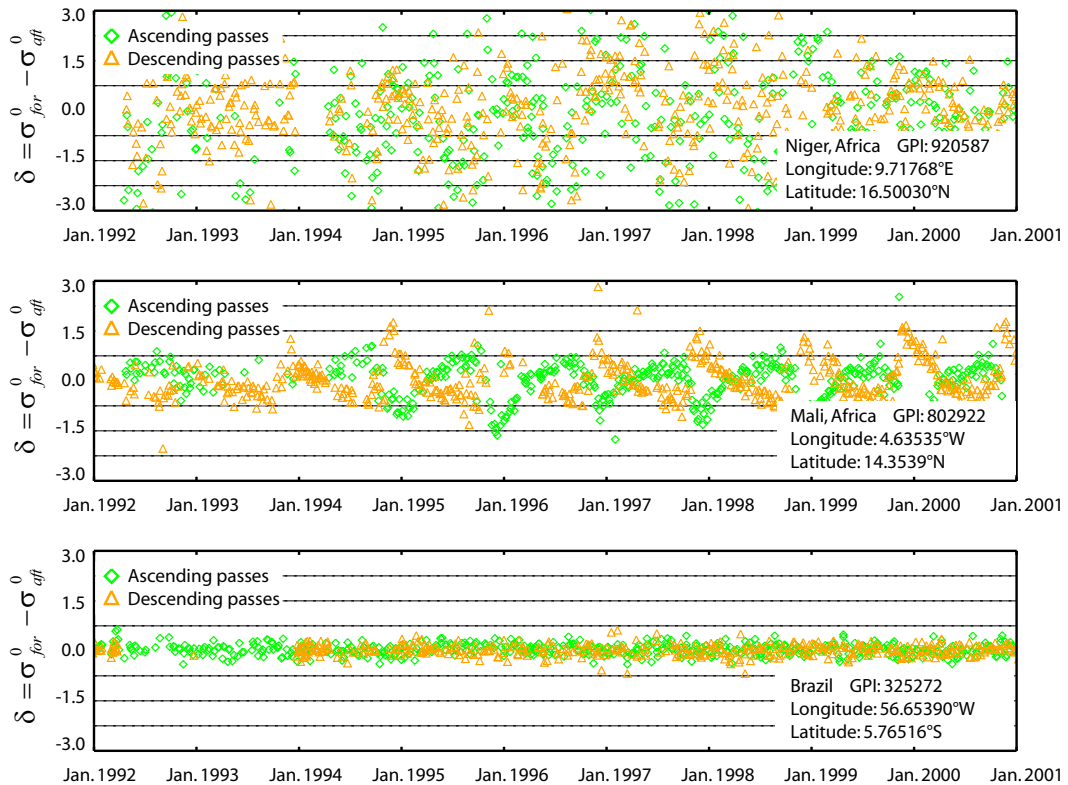 3.0
Ascending passes
1.5
Descending passes
0.0
-1.5
-3.0
δ = σ⁰for − σ⁰aft
Niger, Africa GPI: 920587
Longitude: 9.71768°E
Latitude: 16.50030°N
Jan. 1992 Jan. 1993 Jan. 1994 Jan. 1995 Jan. 1996 Jan. 1997 Jan. 1998 Jan. 1999 Jan. 2000 Jan. 2001
3.0
Ascending passes
1.5
Descending passes
0.0
-1.5
-3.0
δ = σ⁰for − σ⁰aft
Mali, Africa GPI: 802922
Longitude: 4.63535°W
Latitude: 14.3539°N
Jan. 1992 Jan. 1993 Jan. 1994 Jan. 1995 Jan. 1996 Jan. 1997 Jan. 1998 Jan. 1999 Jan. 2000 Jan. 2001
3.0
Ascending passes
1.5
Descending passes
0.0
-1.5
-3.0
δ = σ⁰for − σ⁰aft
Brazil GPI: 325272
Longitude: 56.65390°W
Latitude: 5.76516°S
Jan. 1992 Jan. 1993 Jan. 1994 Jan. 1995 Jan. 1996 Jan. 1997 Jan. 1998 Jan. 1999 Jan. 2000 Jan. 2001